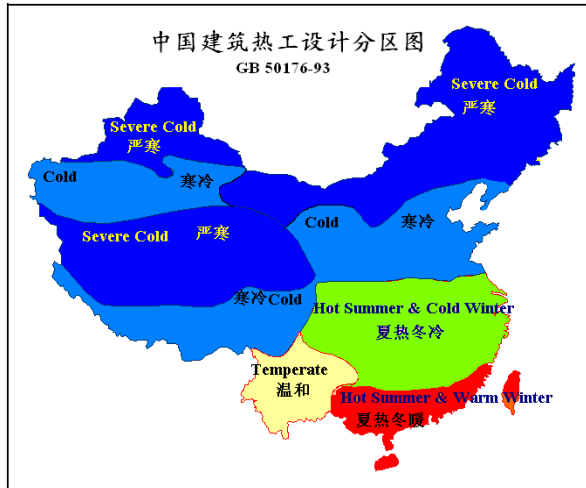 中国建筑热工设计分区图
GB 50176-93
Severe Cold
严寒
Severe Cold
严寒
Cold
寒冷
Cold
寒冷
Severe Cold
严寒
寒冷Cold
Hot Summer & Cold Winter
夏热冬冷
Temperate
温和
Hot Summer & Warm Winter
夏热冬暖